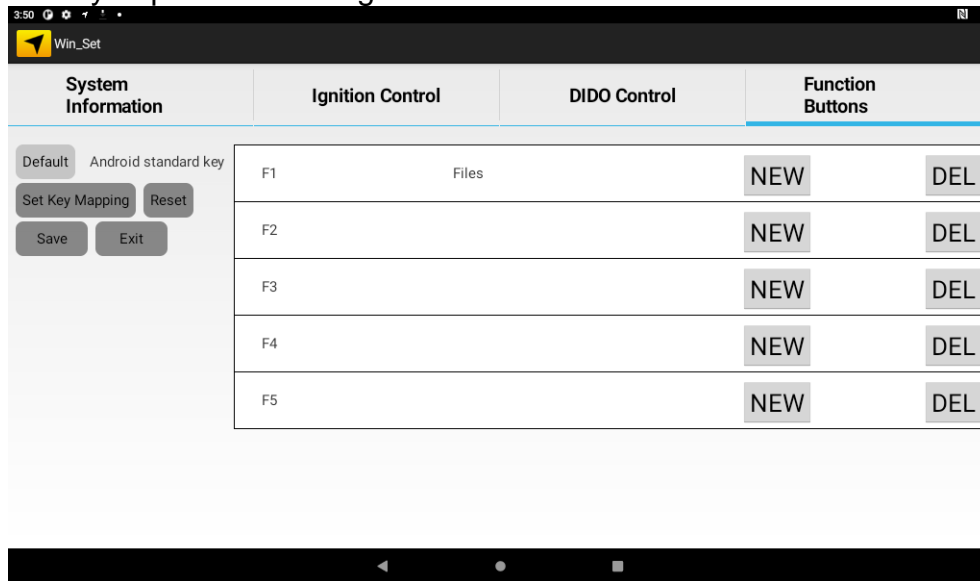 3:50
Win_Set
System Information
Ignition Control
DIDO Control
Function Buttons
Default Android standard key
Set Key Mapping Reset
Save Exit
F1 Files NEW DEL
F2 NEW DEL
F3 NEW DEL
F4 NEW DEL
F5 NEW DEL